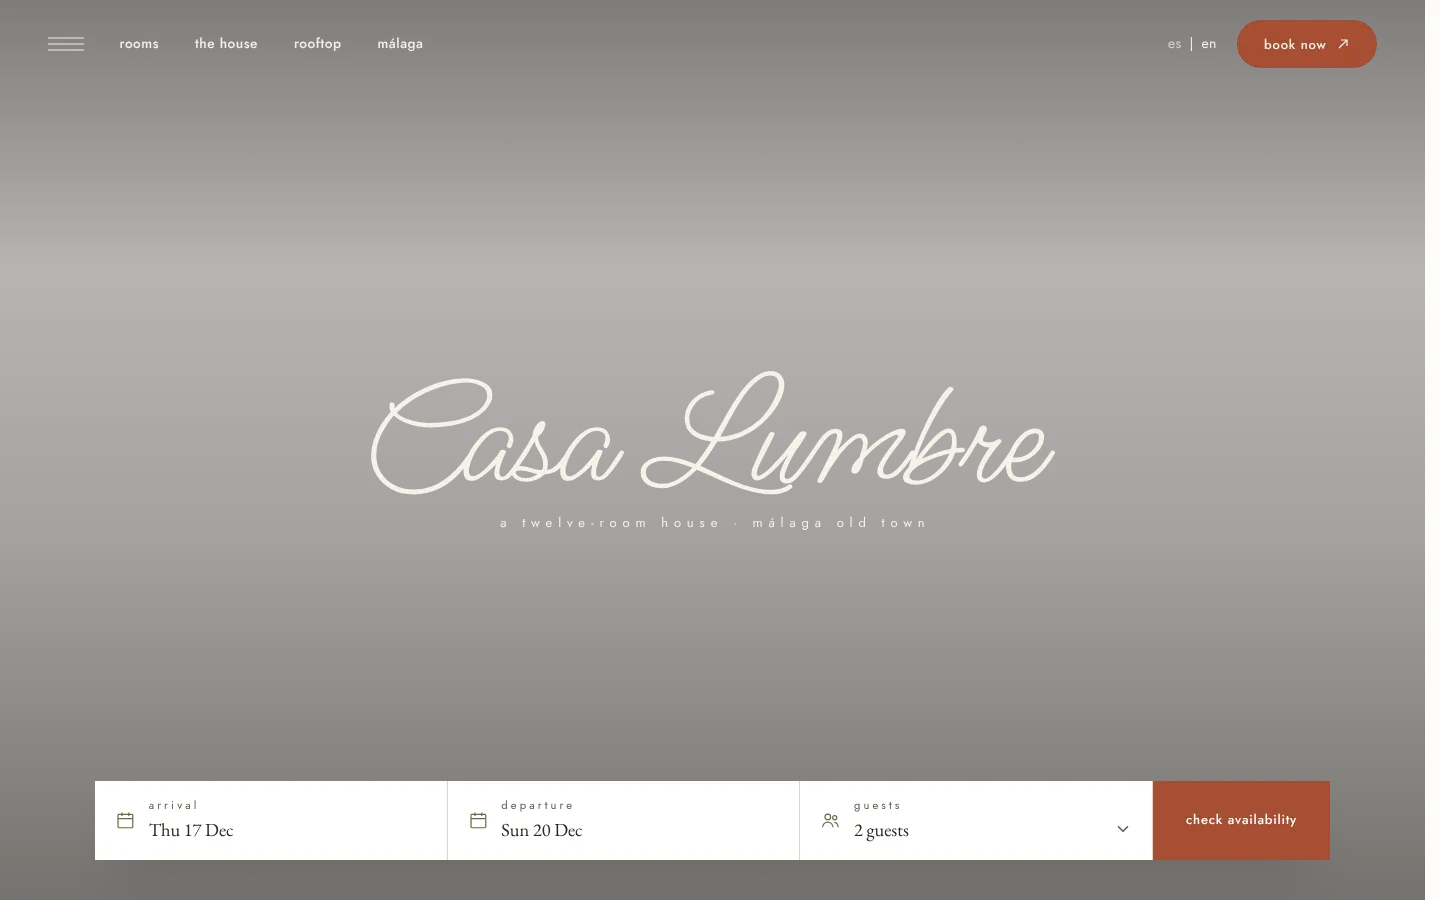 rooms the house rooftop málaga es | en book now
Casa Lumbre
a twelve-room house · málaga old town
arrival departure guests
Thu 17 Dec Sun 20 Dec 2 guests
check availability